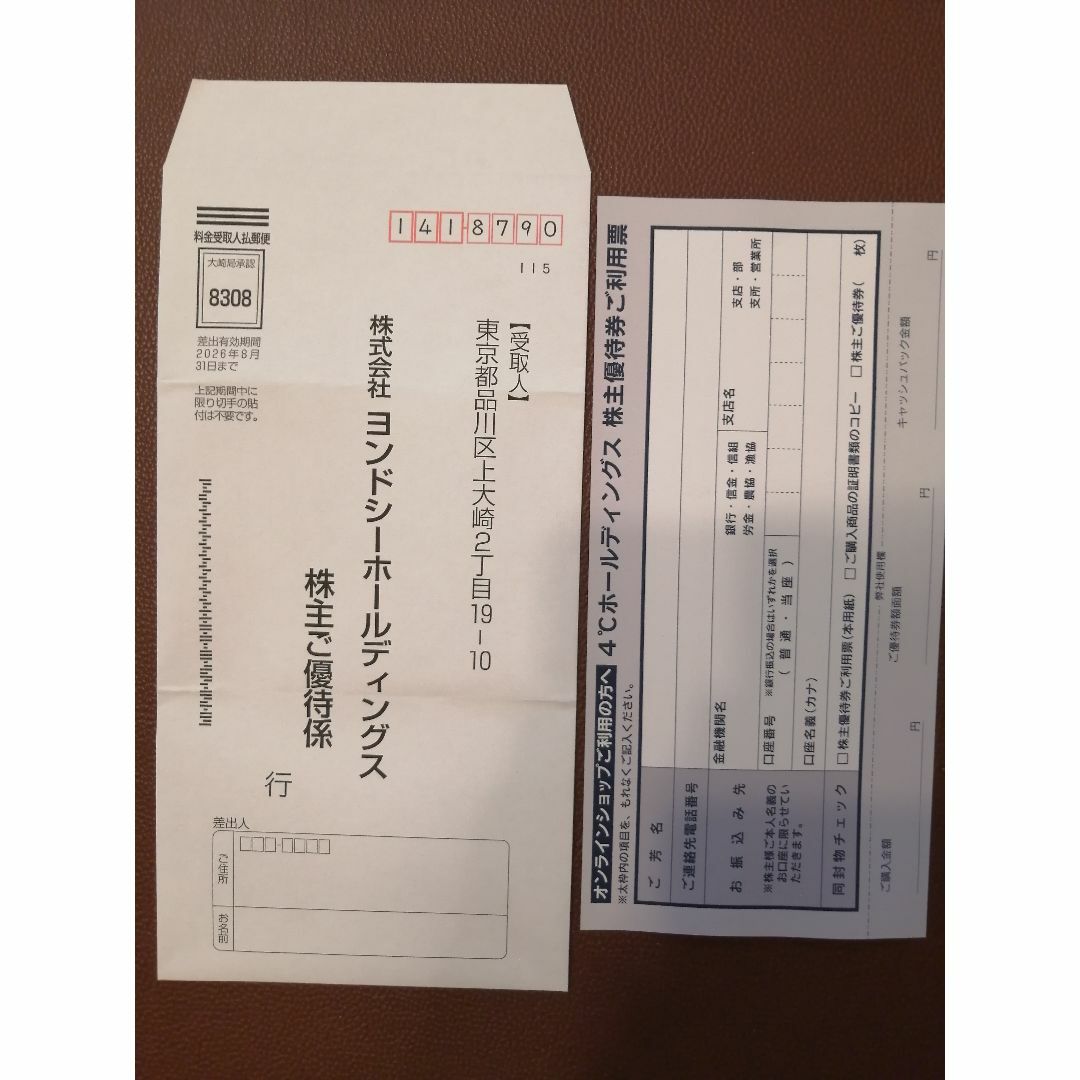 料金受取人払郵便
大崎局承認
8308
差出有効期間
2026年8月
31日まで
上記期間中に
限り切手の貼
付は不要です。
1418790
115
【受取人】
東京都品川区上大崎2丁目19-10
株式会社 ヨンドシーホールディングス
株主ご優待係
行
差出人
ご住所
お名前
オンラインショップご利用の方へ 4℃ホールディングス 株主優待券ご利用票
※太枠内の項目を、もれなくご記入ください。
ご芳名
ご連絡先電話番号
お振込み先
※株主様ご本人名義の
お口座に限らせてい
ただきます。
金融機関名
銀行・信金・信組
労金・農協・漁協
支店名
支店・部
支所・営業所
口座番号
※銀行振込の場合はいずれかを選択
(普通・当座)
口座名義(カナ)
同封物チェック
□株主優待券ご利用票(本用紙) □ご購入商品の証明書類のコピー □株主ご優待券( 枚)
弊社使用欄
ご購入金額 円
ご優待券額面額 円
キャッシュバック金額 円